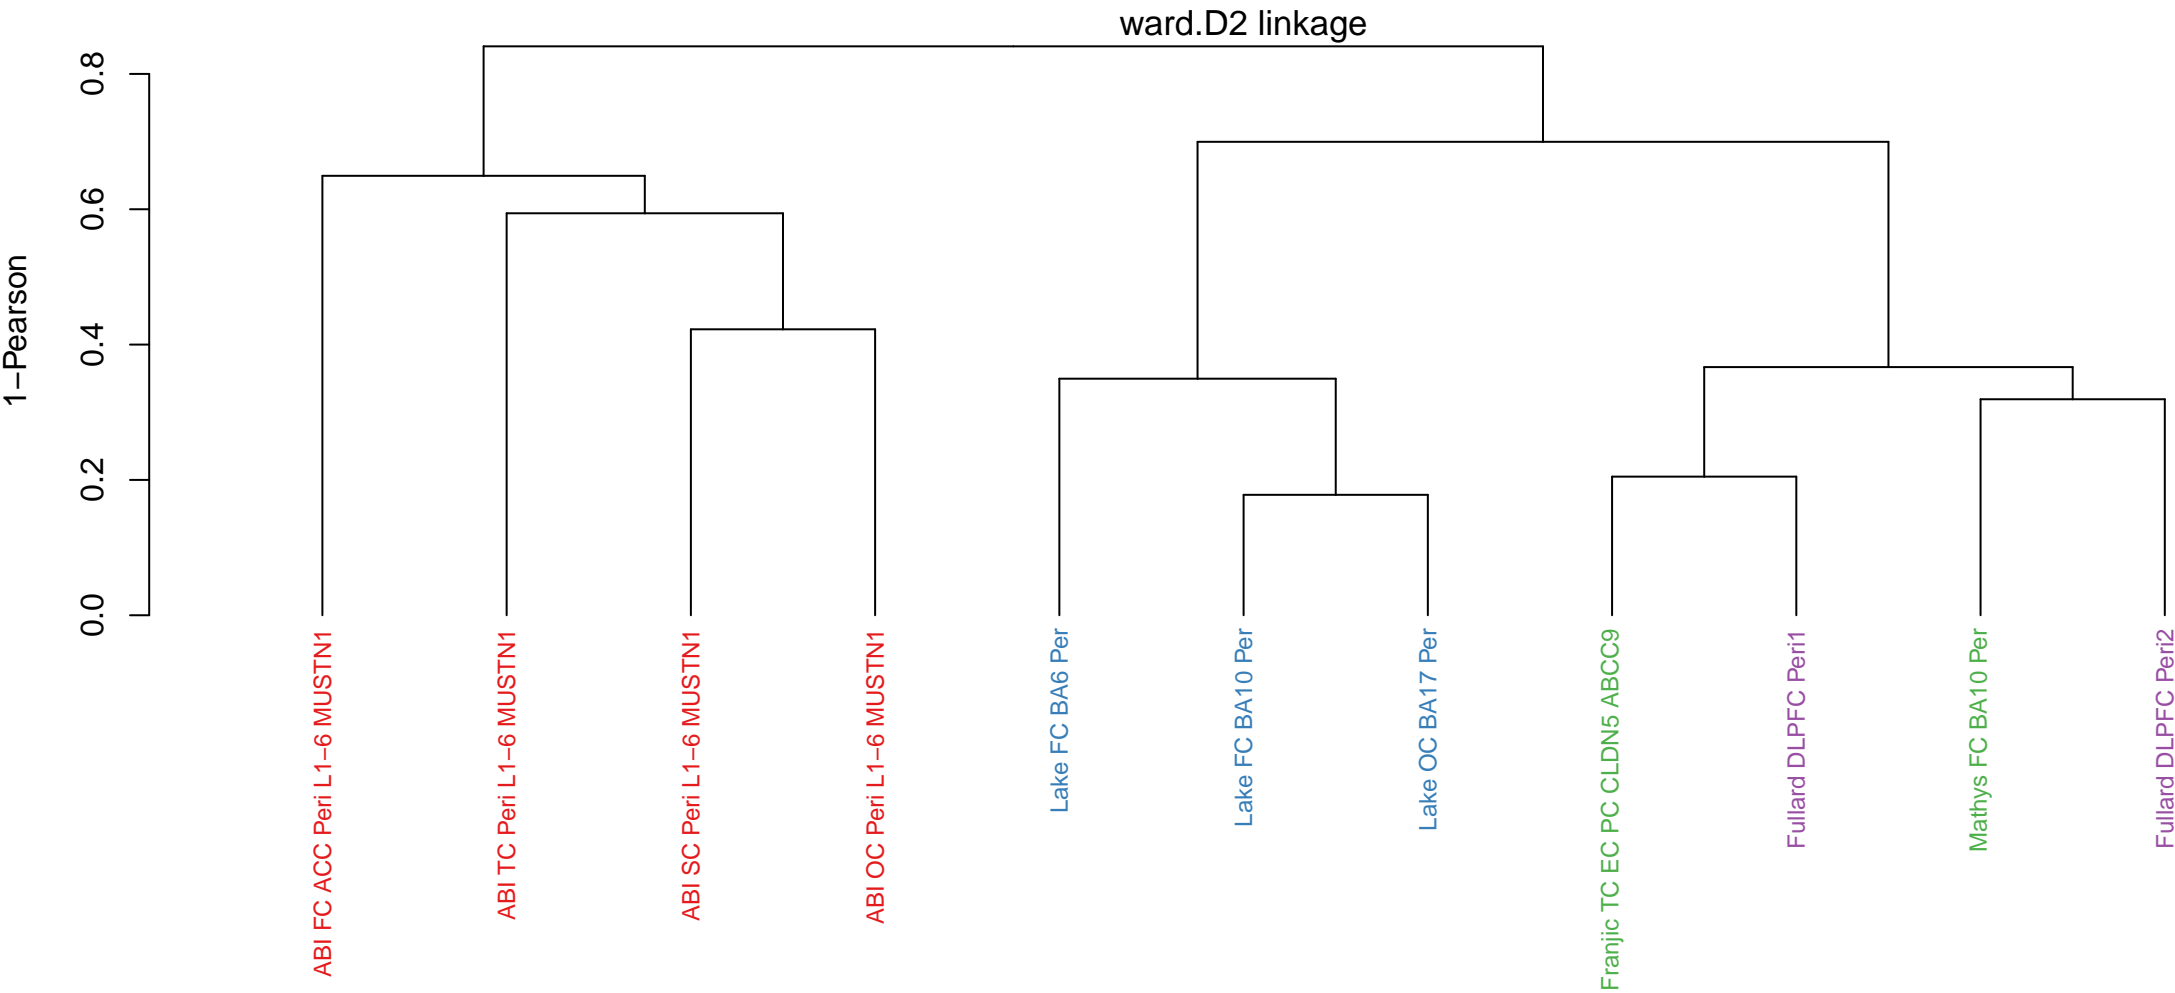 ward.D2 linkage
1−Pearson
0.8
0.6
0.4
0.2
0.0
ABI FC ACC Peri L1−6 MUSTN1
ABI TC Peri L1−6 MUSTN1
ABI SC Peri L1−6 MUSTN1
ABI OC Peri L1−6 MUSTN1
Lake FC BA6 Per
Lake FC BA10 Per
Lake OC BA17 Per
Franjic TC EC PC CLDN5 ABCC9
Fullard DLPFC Peri1
Mathys FC BA10 Per
Fullard DLPFC Peri2